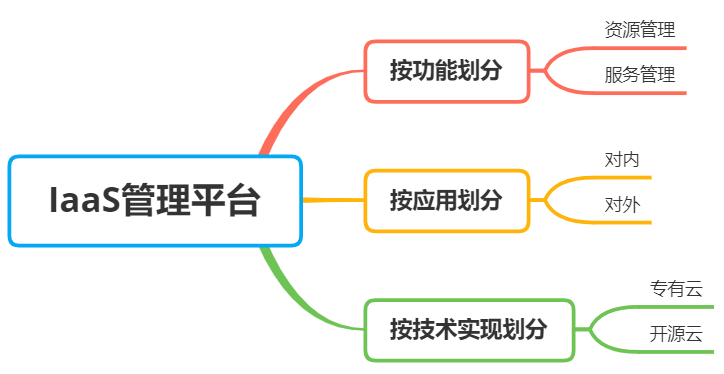 IaaS管理平台
按功能划分
资源管理
服务管理
按应用划分
对内
对外
按技术实现划分
专有云
开源云